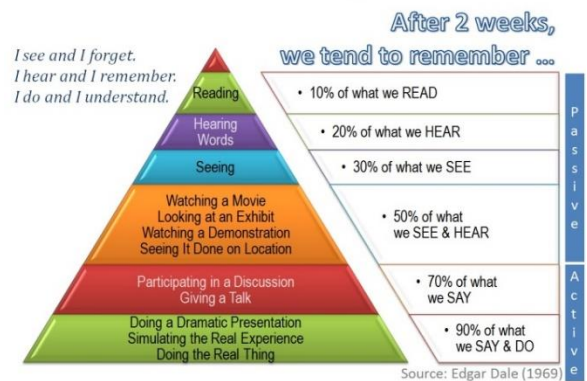 After 2 weeks,
we tend to remember ...
I see and I forget.
I hear and I remember.
I do and I understand.
Reading
• 10% of what we READ
Hearing
Words
• 20% of what we HEAR
Seeing
• 30% of what we SEE
Watching a Movie
Looking at an Exhibit
Watching a Demonstration
Seeing It Done on Location
• 50% of what
we SEE & HEAR
Participating in a Discussion
Giving a Talk
• 70% of what
we SAY
Doing a Dramatic Presentation
Simulating the Real Experience
Doing the Real Thing
• 90% of what
we SAY & DO
Passive
Active
Source: Edgar Dale (1969)